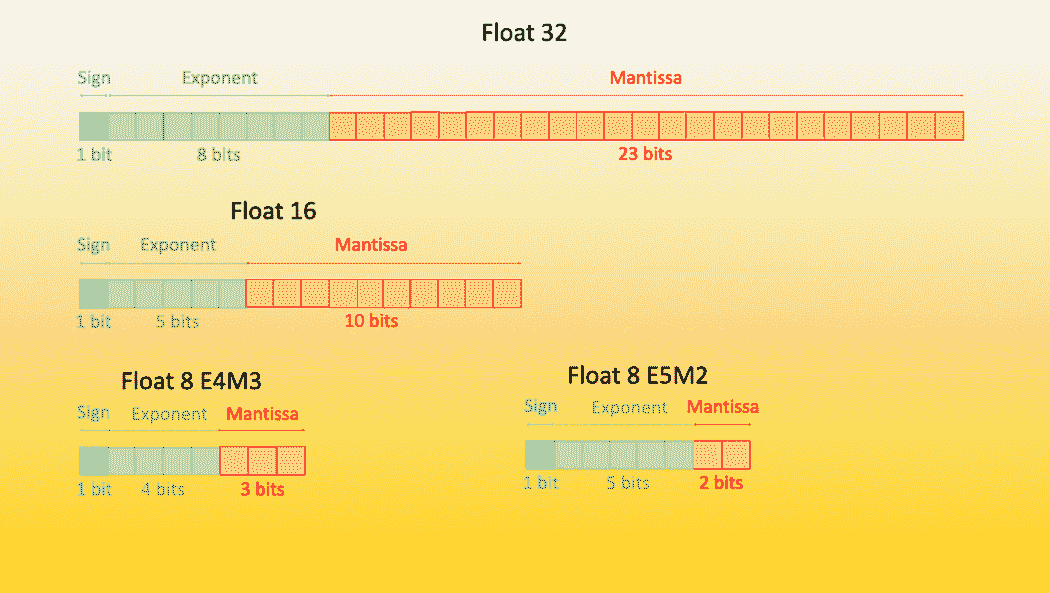 Float 32
Sign Exponent Mantissa
1 bit 8 bits 23 bits
Float 16
Sign Exponent Mantissa
1 bit 5 bits 10 bits
Float 8 E4M3
Sign Exponent Mantissa
1 bit 4 bits 3 bits
Float 8 E5M2
Sign Exponent Mantissa
1 bit 5 bits 2 bits